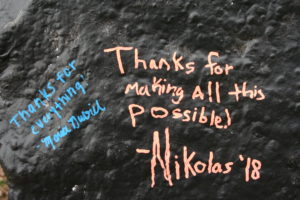 Thanks for
everything!
Thanks for
making All this
possible!
-Nikolas '18